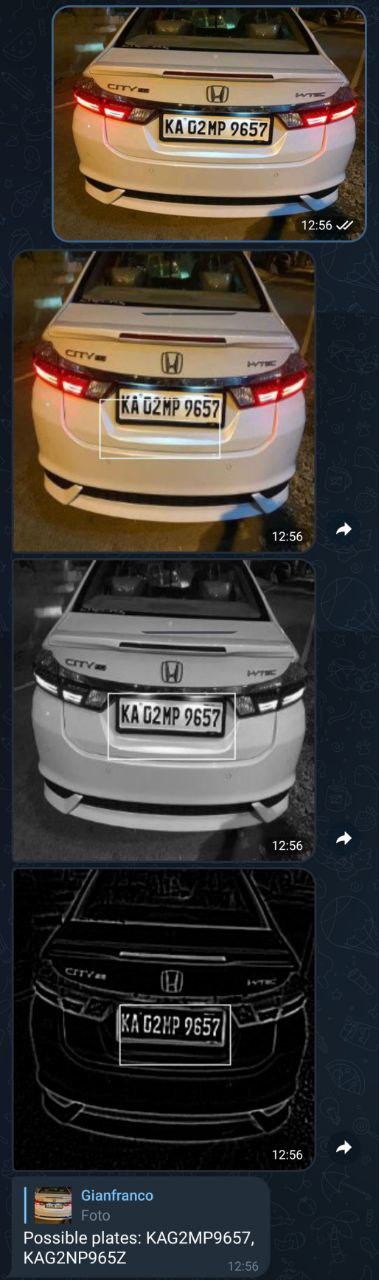 CITY
i-VTEC
KA 02MP 9657
12:56
CITY
i-VTEC
KA 02MP 9657
12:56
CITY
i-VTEC
KA 02MP 9657
12:56
CITY
i-VTEC
KA 02MP 9657
12:56
Gianfranco
Foto
Possible plates: KAG2MP9657,
KAG2NP965Z
12:56